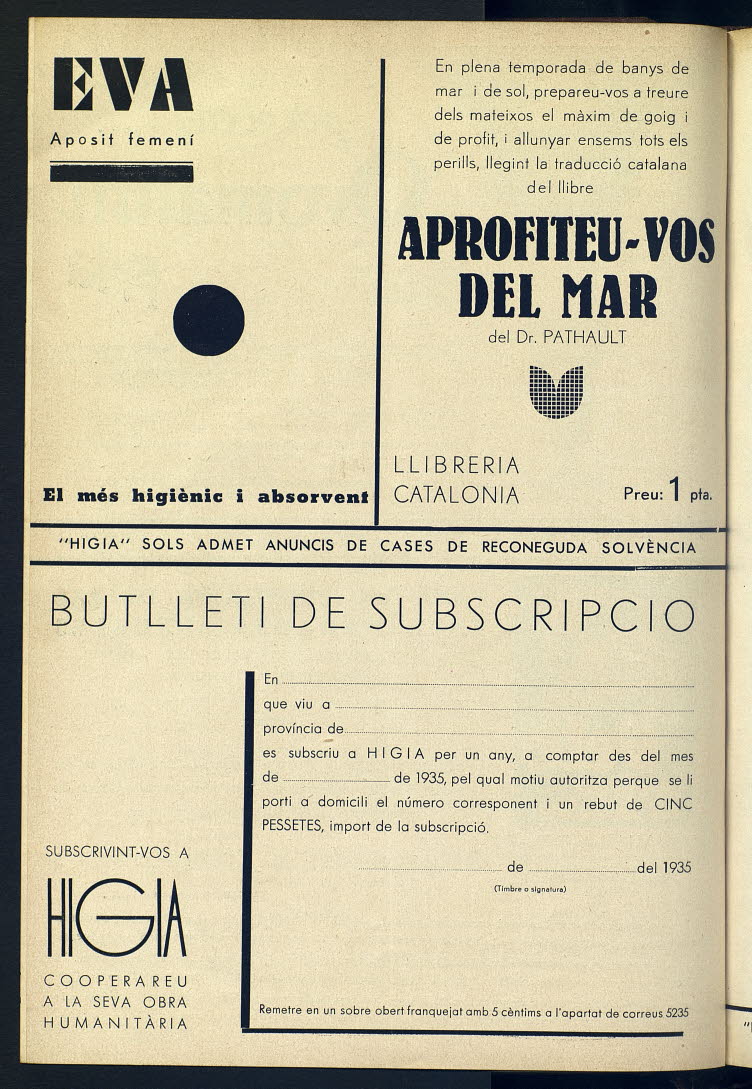 EVA
Aposit femení
El més higiènic i absorvent
En plena temporada de banys de
mar i de sol, prepareu-vos a treure
dels mateixos el màxim de goig i
de profit, i allunyar ensems tots els
perills, llegint la traducció catalana
del llibre
APROFITEU-VOS
DEL MAR
del Dr. PATHAULT
LLIBRERIA
CATALONIA
Preu: 1 pta.
"HIGIA" SOLS ADMET ANUNCIS DE CASES DE RECONEGUDA SOLVÈNCIA
BUTLLETI DE SUBSCRIPCIO
En
que viu a
província de
es subscriu a HIGIA per un any, a comptar des del mes
de de 1935, pel qual motiu autoritza perque se li
porti a domicili el número corresponent i un rebut de CINC
PESSETES, import de la subscripció.
de del 1935
(Timbre o signatura)
Remetre en un sobre obert franquejat amb 5 cèntims a l'apartat de correus 5235
SUBSCRIVINT-VOS A
HIGIA
COOPERAREU
A LA SEVA OBRA
HUMANITÀRIA